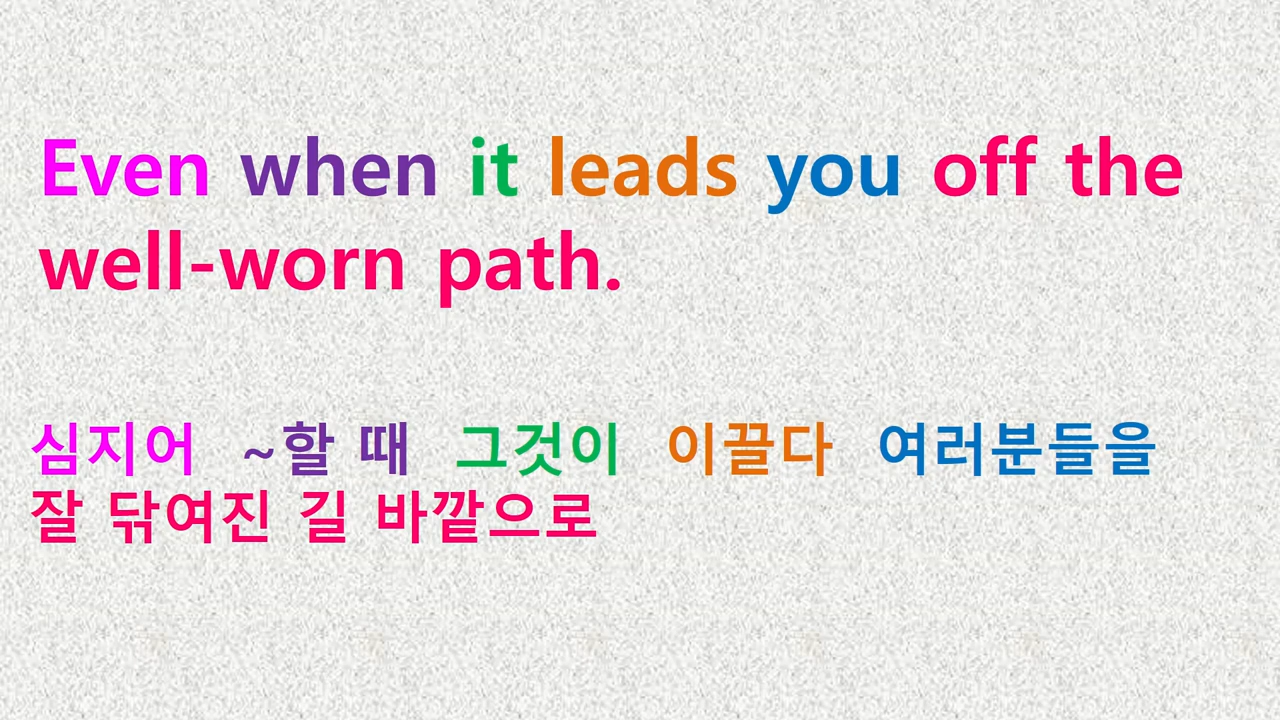 Even when it leads you off the
well-worn path.
심지어 ~할 때 그것이 이끌다 여러분들을
잘 닦여진 길 바깥으로